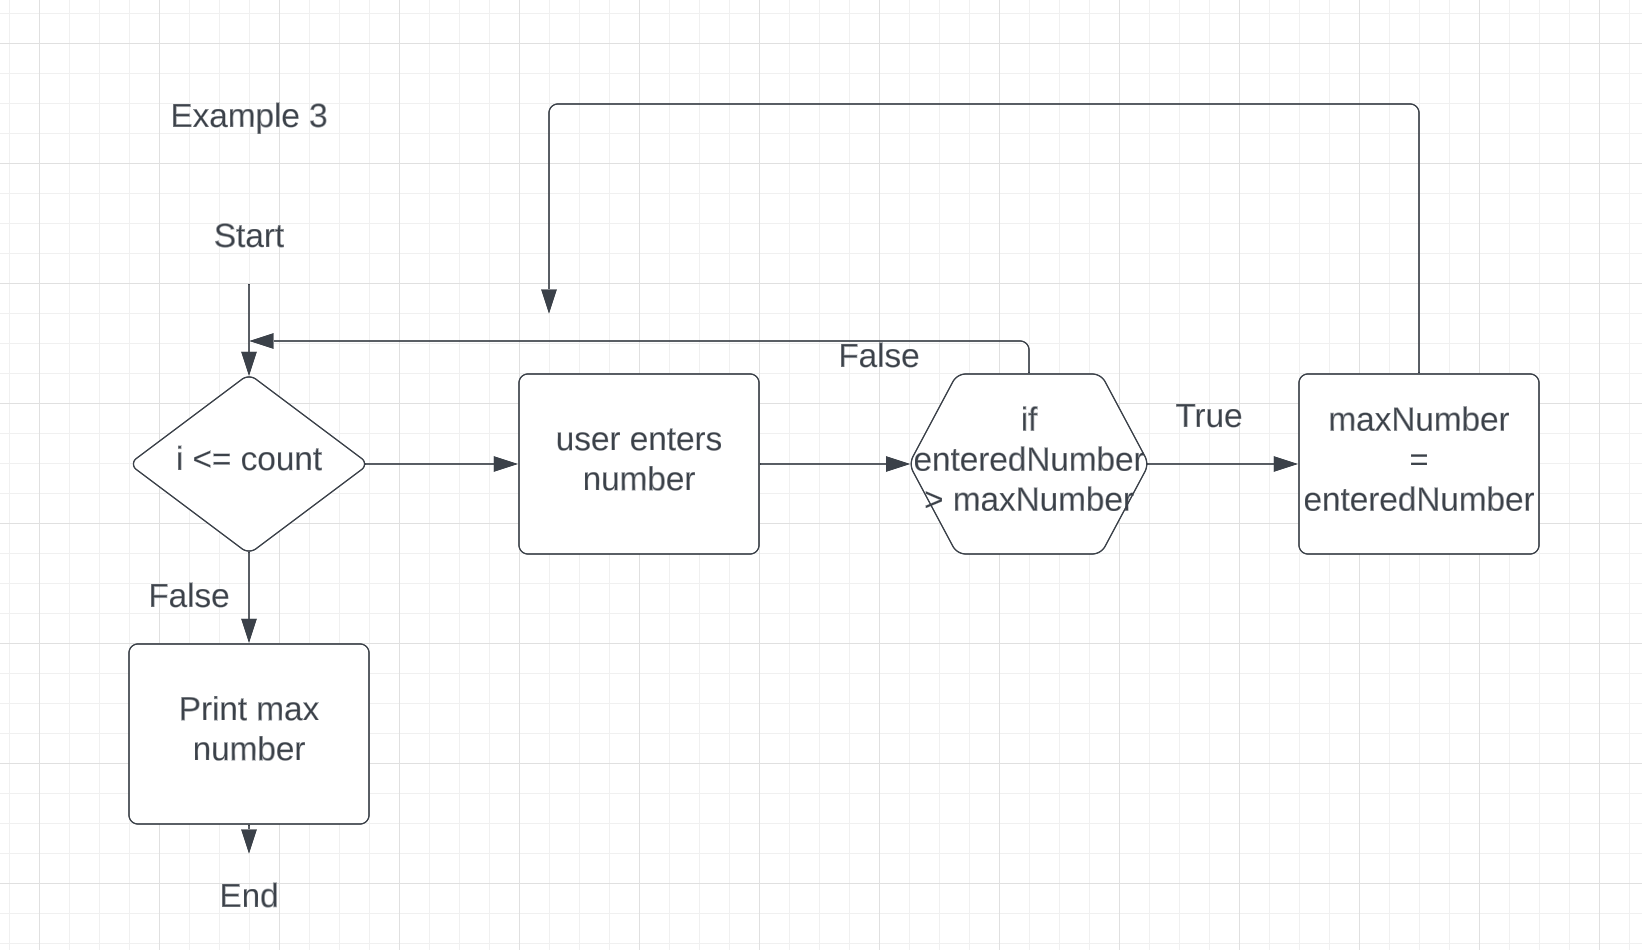 Example 3
Start
False
i <= count
user enters
number
if
enteredNumber
> maxNumber
True
maxNumber
=
enteredNumber
False
Print max
number
End